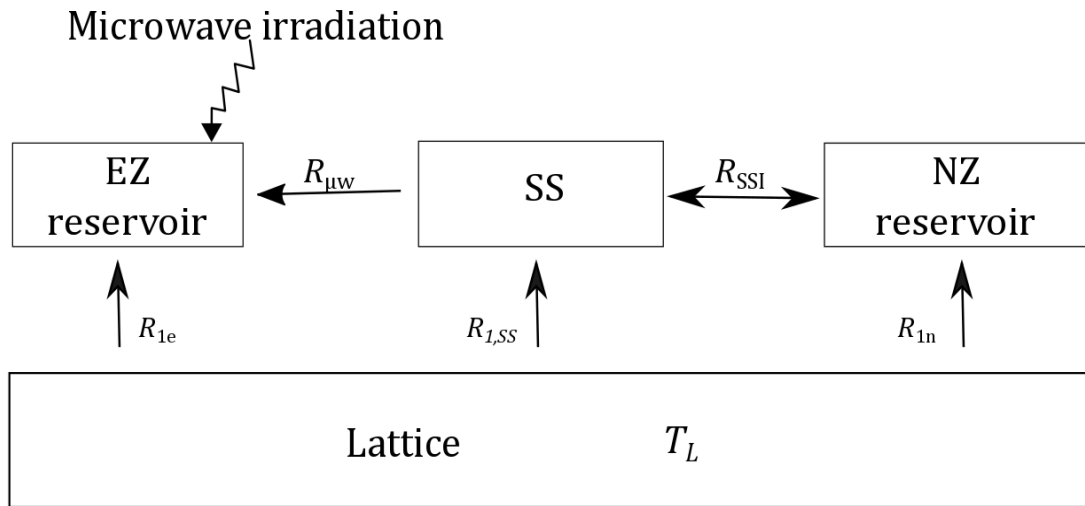 Microwave irradiation
EZ
reservoir
R_μw
SS
R_SSI
NZ
reservoir
R_1e
R_1,SS
R_1n
Lattice T_L